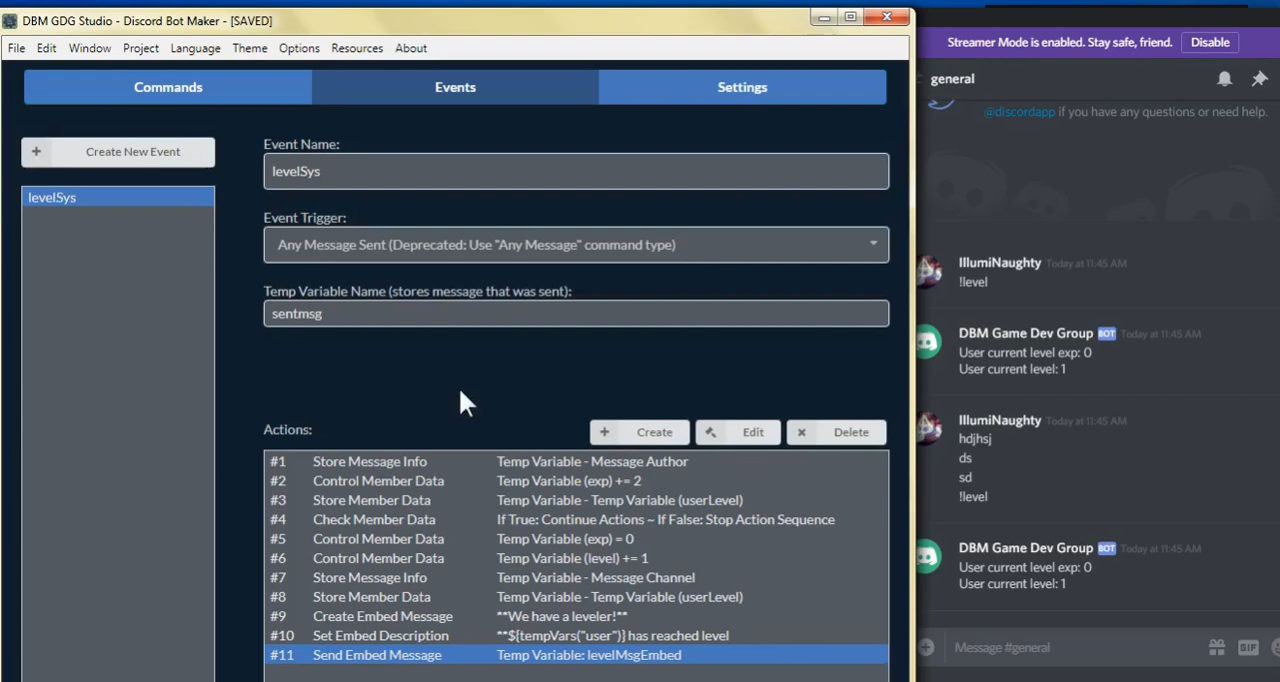 DBM GDG Studio - Discord Bot Maker - [SAVED]
File Edit Window Project Language Theme Options Resources About
Commands Events Settings
+ Create New Event
levelSys
Event Name:
levelSys
Event Trigger:
Any Message Sent (Deprecated: Use "Any Message" command type)
Temp Variable Name (stores message that was sent):
sentmsg
Actions:
+ Create Edit × Delete
#1 Store Message Info Temp Variable - Message Author
#2 Control Member Data Temp Variable (exp) += 2
#3 Store Member Data Temp Variable - Temp Variable (userLevel)
#4 Check Member Data If True: Continue Actions ~ If False: Stop Action Sequence
#5 Control Member Data Temp Variable (exp) = 0
#6 Control Member Data Temp Variable (level) += 1
#7 Store Message Info Temp Variable - Message Channel
#8 Store Member Data Temp Variable - Temp Variable (userLevel)
#9 Create Embed Message **We have a leveler!**
#10 Set Embed Description **${tempVars("user")} has reached level
#11 Send Embed Message Temp Variable: levelMsgEmbed
Streamer Mode is enabled. Stay safe, friend. Disable
general
@discordapp if you have any questions or need help.
IllumiNaughty Today at 11:45 AM
!level
DBM Game Dev Group BOT Today at 11:45 AM
User current level exp: 0
User current level: 1
IllumiNaughty Today at 11:45 AM
hdjhsj
ds
sd
!level
DBM Game Dev Group BOT Today at 11:45 AM
User current level exp: 0
User current level: 1
Message #general
GIF